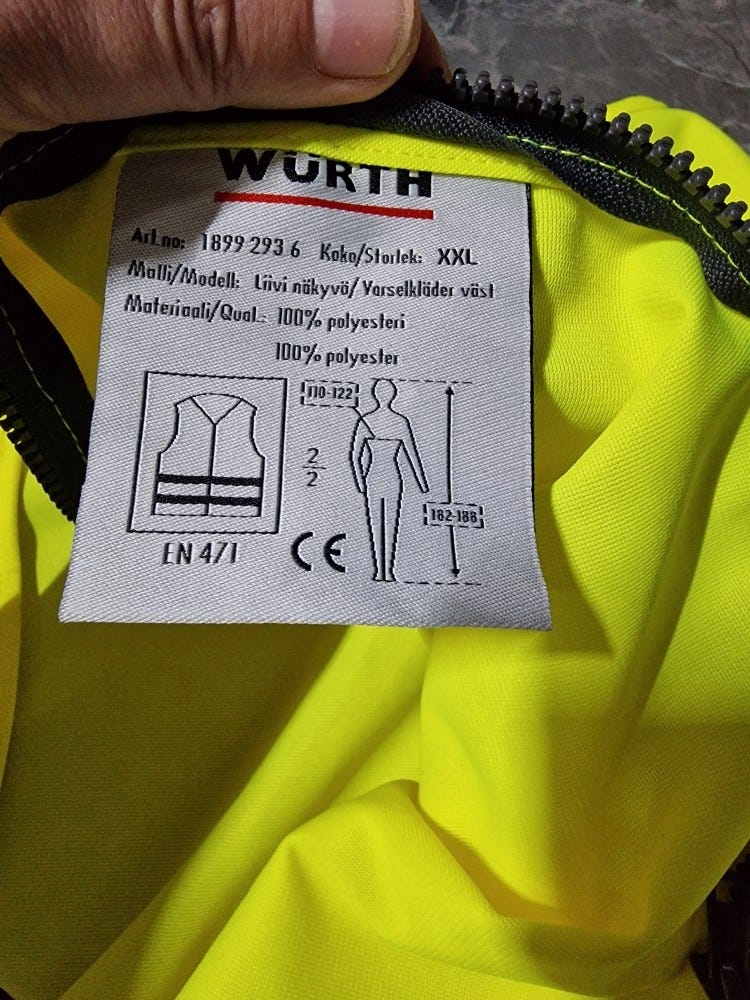 WÜRTH
Art.no: 1899 293 6 Koko/Storlek: XXL
Malli/Modell: Liivi näkyvö/Varselkläder väst
Materiaali/Qual.: 100% polyesteri
100% polyester
110-122
2
2
182-188
EN 471
CE